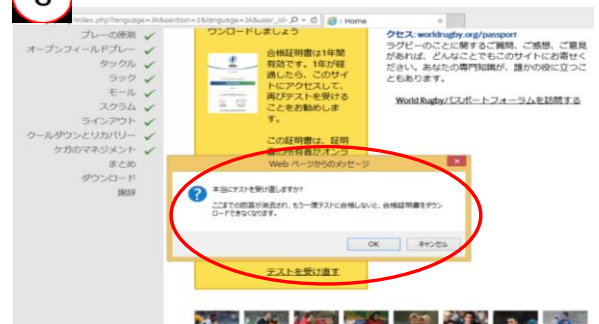 index.php?language=JA&section=1&language=JA&user_id=
Home
プレーの原則
オープンフィールドプレー
タックル
ラック
モール
スクラム
ラインアウト
クールダウンとリカバリー
ケガのマネジメント
まとめ
ダウンロード
謝辞
ウンロードしましょう
合格証明書は1年間
有効です。1年が経
過したら、このサイ
トにアクセスして、
再びテストを受ける
ことをお勧めしま
す。
この証明書は、証明
書の所有者がオンラ
クセス: worldrugby.org/passport
ラグビーのことに関するご質問、ご感想、ご意見
があれば、どんなことでもこのサイトにお寄せく
ださい。あなたの専門知識が、誰かの役に立つこ
ともあります。
World Rugbyパスポートフォーラムを訪問する
Web ページからのメッセージ
本当にテストを受け直しますか?
ここまでの回答が消去され、もう一度テストに合格しないと、合格証明書をダウン
ロードできなくなります。
OK
キャンセル
テストを受け直す